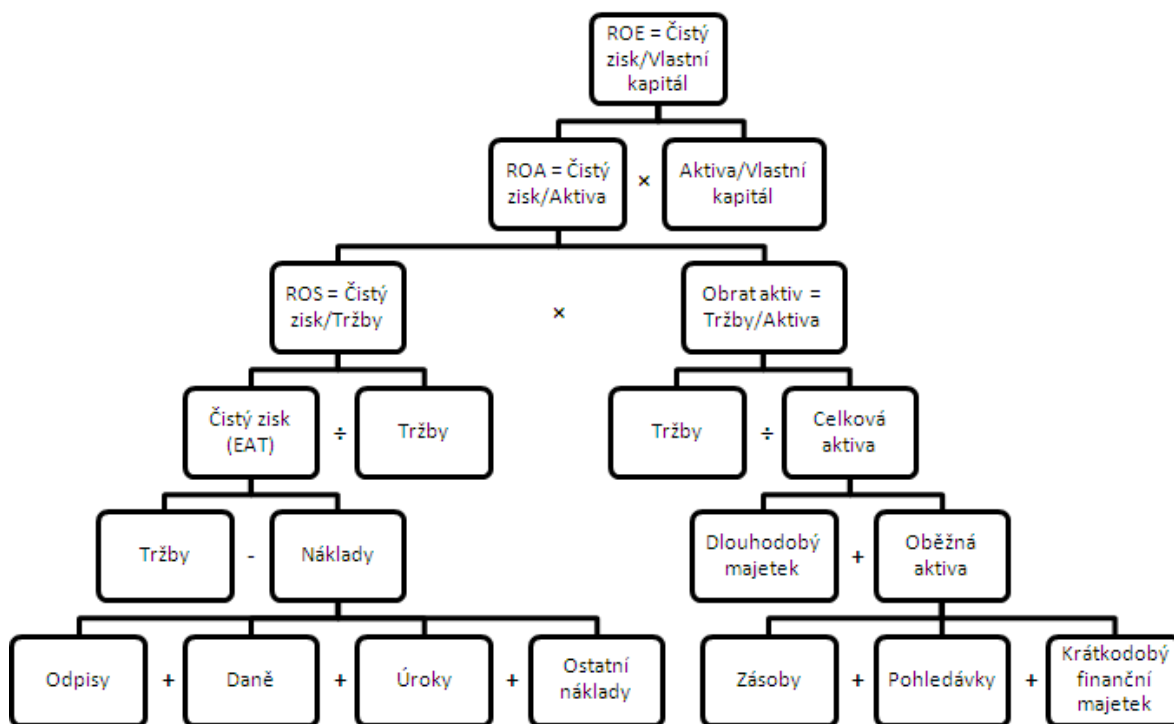 ROE = Čistý
zisk/Vlastní
kapitál
ROA = Čistý
zisk/Aktiva
×
Aktiva/Vlastní
kapitál
ROS = Čistý
zisk/Tržby
×
Obrat aktiv =
Tržby/Aktiva
Čistý zisk
(EAT)
÷
Tržby
Tržby
÷
Celková
aktiva
Tržby
-
Náklady
Dlouhodobý
majetek
+
Oběžná
aktiva
Odpisy
+
Daně
+
Úroky
+
Ostatní
náklady
Zásoby
+
Pohledávky
+
Krátkodobý
finanční
majetek